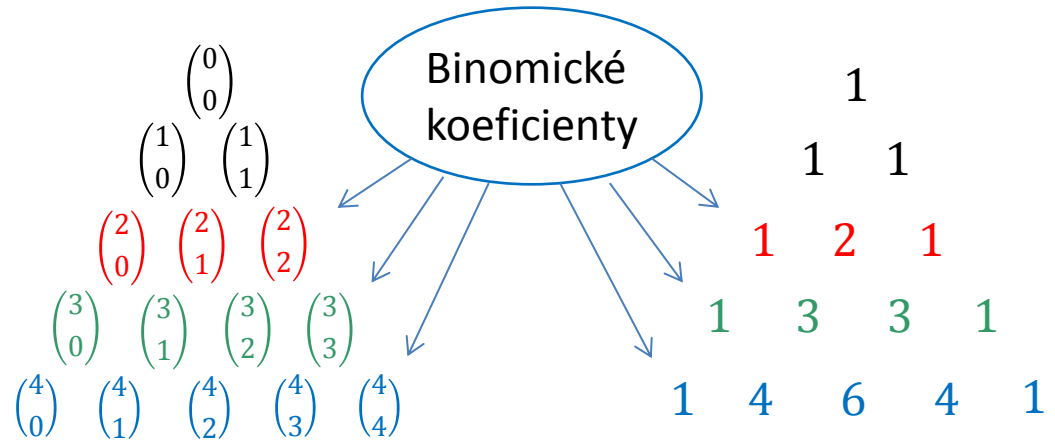 Binomické
koeficienty
(0 0)
(1 0) (1 1)
(2 0) (2 1) (2 2)
(3 0) (3 1) (3 2) (3 3)
(4 0) (4 1) (4 2) (4 3) (4 4)
1
1 1
1 2 1
1 3 3 1
1 4 6 4 1